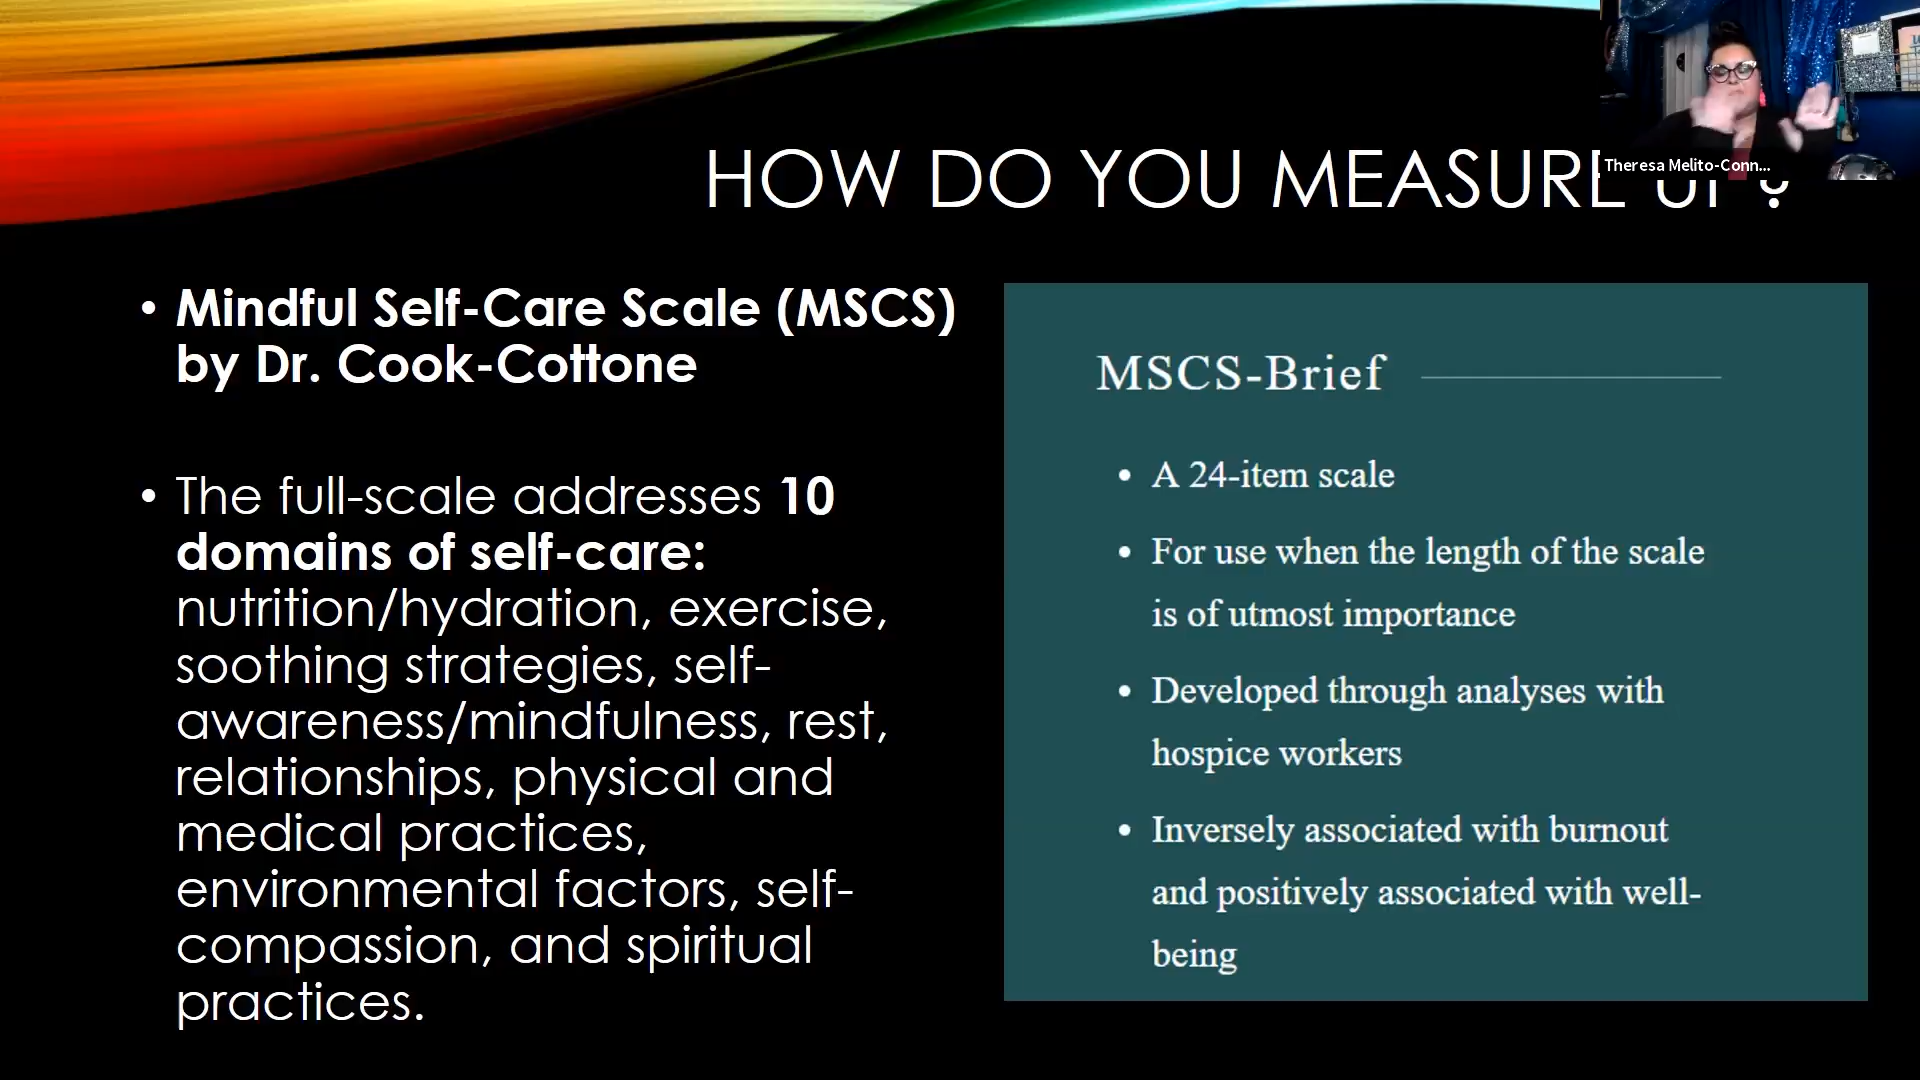 HOW DO YOU MEASURE UP?
Theresa Melito-Conn...
• Mindful Self-Care Scale (MSCS)
by Dr. Cook-Cottone
• The full-scale addresses 10
domains of self-care:
nutrition/hydration, exercise,
soothing strategies, self-
awareness/mindfulness, rest,
relationships, physical and
medical practices,
environmental factors, self-
compassion, and spiritual
practices.
MSCS-Brief
• A 24-item scale
• For use when the length of the scale
is of utmost importance
• Developed through analyses with
hospice workers
• Inversely associated with burnout
and positively associated with well-
being